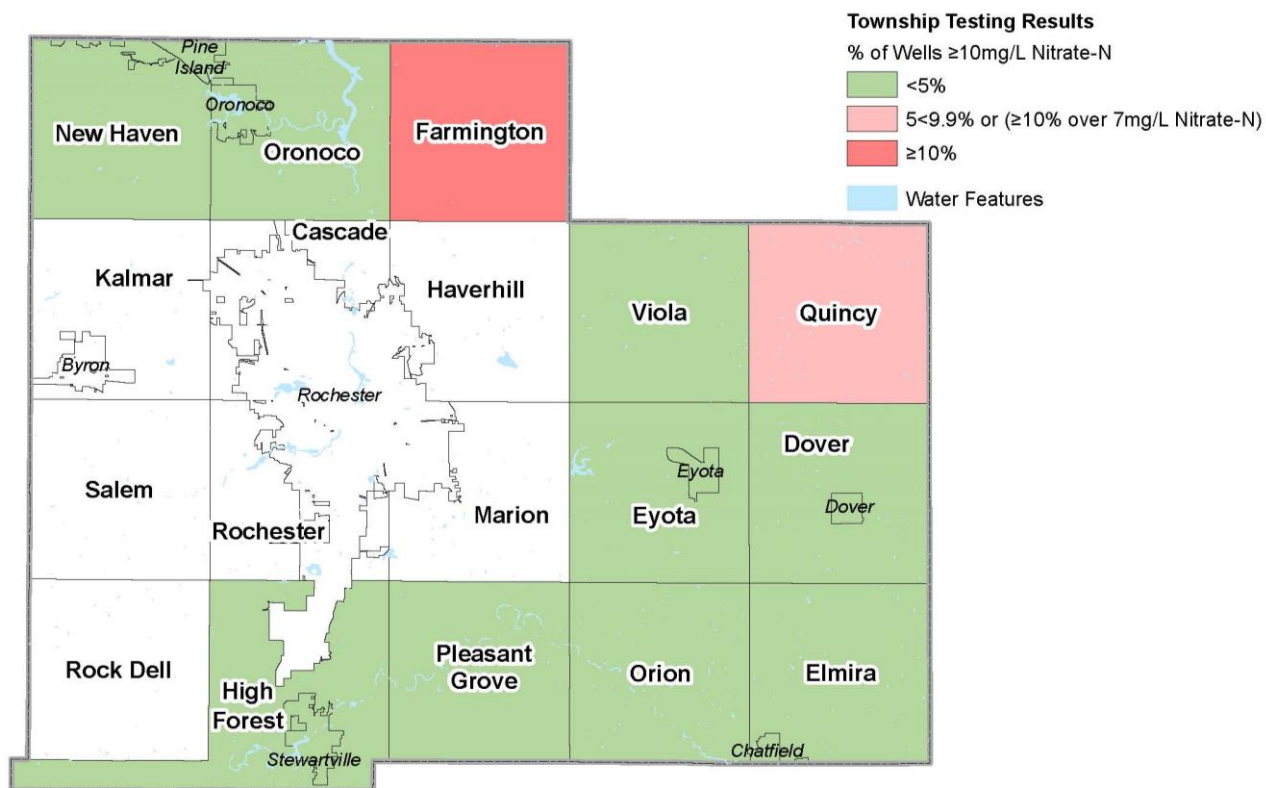 Township Testing Results
% of Wells ≥10mg/L Nitrate-N
<5%
5<9.9% or (≥10% over 7mg/L Nitrate-N)
≥10%
Water Features
Pine
Island
Oronoco
New Haven
Oronoco
Farmington
Cascade
Kalmar
Haverhill
Viola
Quincy
Byron
Rochester
Dover
Eyota
Salem
Dover
Rochester
Marion
Eyota
Rock Dell
High
Forest
Pleasant
Grove
Orion
Elmira
Stewartville
Chatfield